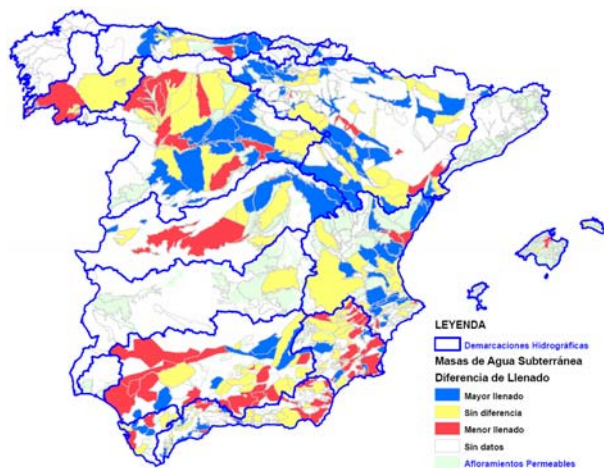 LEYENDA
Demarcaciones Hidrográficas
Masas de Agua Subterránea
Diferencia de Llenado
Mayor llenado
Sin diferencia
Menor llenado
Sin datos
Afloramientos Permeables